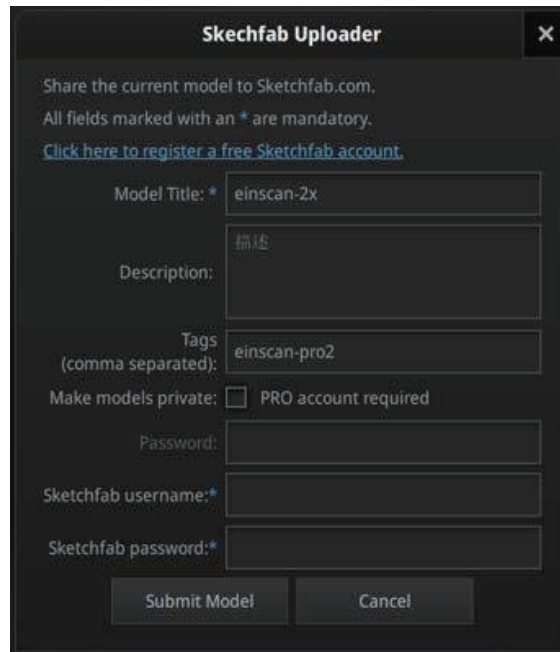 Skechfab Uploader
Share the current model to Sketchfab.com.
All fields marked with an * are mandatory.
Click here to register a free Sketchfab account.
Model Title: * einscan-2x
描述
Description:
Tags
(comma separated): einscan-pro2
Make models private: PRO account required
Password:
Sketchfab username:*
Sketchfab password:*
Submit Model Cancel